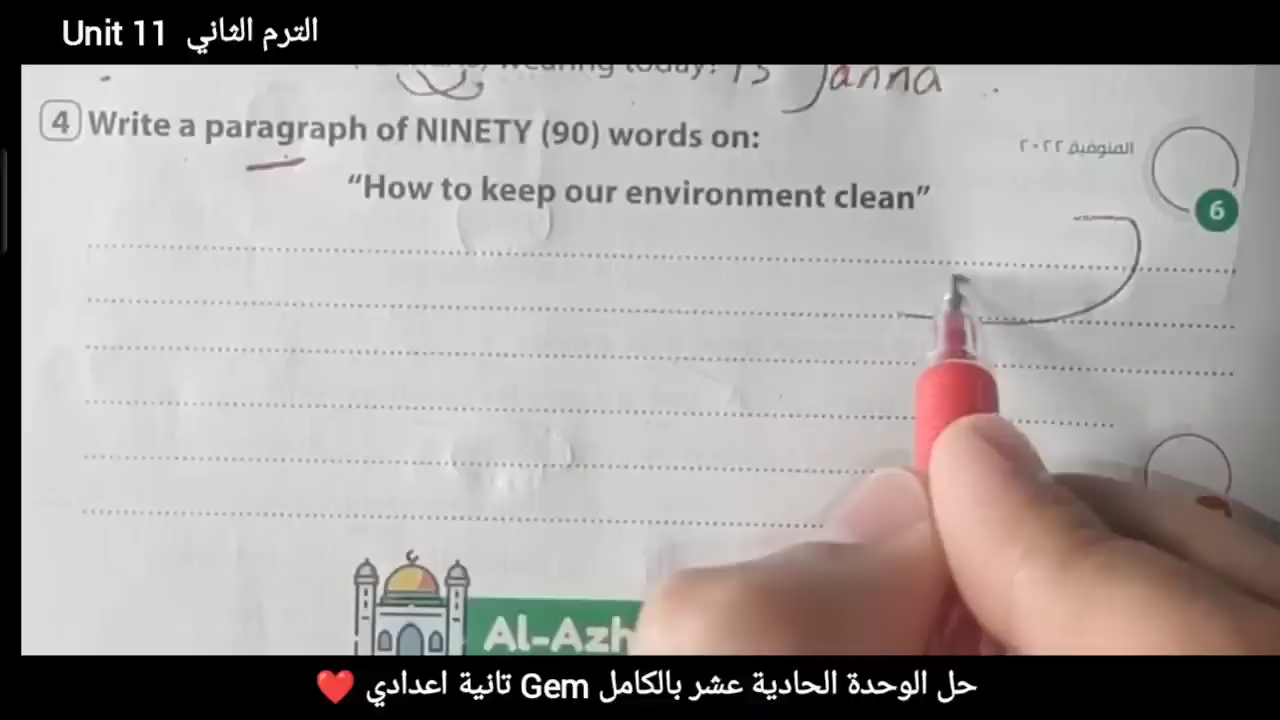 Unit 11 الترم الثاني
wearing today? is Janna
4 Write a paragraph of NINETY (90) words on:
المنوفية ٢٠٢٢
"How to keep our environment clean"
6
Al-Azh
حل الوحدة الحادية عشر بالكامل Gem تانية اعدادي ❤️